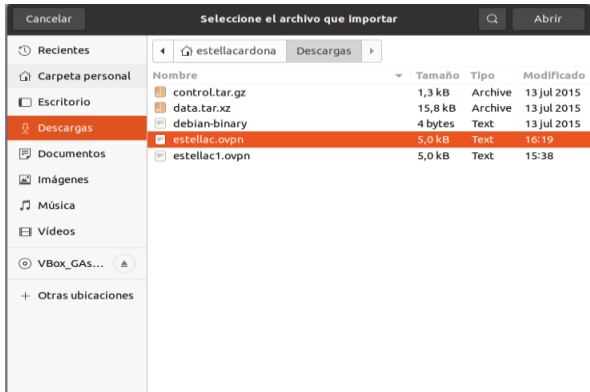 Cancelar Seleccione el archivo que importar Abrir
Recientes
Carpeta personal
Escritorio
Descargas
Documentos
Imágenes
Música
Vídeos
VBox_GAs...
+ Otras ubicaciones
estellacardona Descargas
Nombre Tamaño Tipo Modificado
control.tar.gz 1,3 kB Archive 13 jul 2015
data.tar.xz 15,8 kB Archive 13 jul 2015
debian-binary 4 bytes Text 13 jul 2015
estellac.ovpn 5,0 kB Text 16:19
estellac1.ovpn 5,0 kB Text 15:38